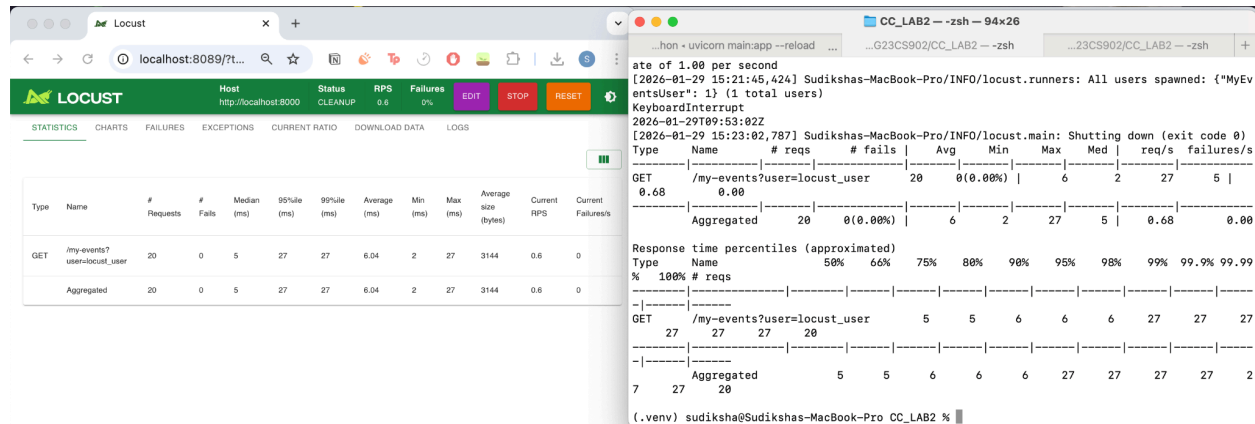 Locust
localhost:8089/?t...
LOCUST
Host
http://localhost:8000
Status
CLEANUP
RPS
0.6
Failures
0%
EDIT
STOP
RESET
STATISTICS CHARTS FAILURES EXCEPTIONS CURRENT RATIO DOWNLOAD DATA LOGS
Type Name # Requests # Fails Median (ms) 95%ile (ms) 99%ile (ms) Average (ms) Min (ms) Max (ms) Average size (bytes) Current RPS Current Failures/s
GET /my-events?user=locust_user 20 0 5 27 27 6.04 2 27 3144 0.6 0
Aggregated 20 0 5 27 27 6.04 2 27 3144 0.6 0
CC_LAB2 — -zsh — 94×26
...hon ◂ uvicorn main:app --reload ... ...G23CS902/CC_LAB2 — -zsh ...23CS902/CC_LAB2 — -zsh
ate of 1.00 per second
[2026-01-29 15:21:45,424] Sudikshas-MacBook-Pro/INFO/locust.runners: All users spawned: {"MyEv
entsUser": 1} (1 total users)
KeyboardInterrupt
2026-01-29T09:53:02Z
[2026-01-29 15:23:02,787] Sudikshas-MacBook-Pro/INFO/locust.main: Shutting down (exit code 0)
Type Name # reqs # fails | Avg Min Max Med | req/s failures/s
--------|--------------|-------|-------------|-------|-------|-------|-------|--------|-----------
GET /my-events?user=locust_user 20 0(0.00%) | 6 2 27 5 |
0.68 0.00
--------|--------------|-------|-------------|-------|-------|-------|-------|--------|-----------
Aggregated 20 0(0.00%) | 6 2 27 5 | 0.68 0.00
Response time percentiles (approximated)
Type Name 50% 66% 75% 80% 90% 95% 98% 99% 99.9% 99.99
% 100% # reqs
--------|---------------|--------|------|------|------|------|------|------|------|------|-----
-|------|------
GET /my-events?user=locust_user 5 5 6 6 6 27 27 27
27 27 27 20
--------|---------------|--------|------|------|------|------|------|------|------|------|-----
-|------|------
Aggregated 5 5 6 6 6 27 27 27 27 2
7 27 20
(.venv) sudiksha@Sudikshas-MacBook-Pro CC_LAB2 %